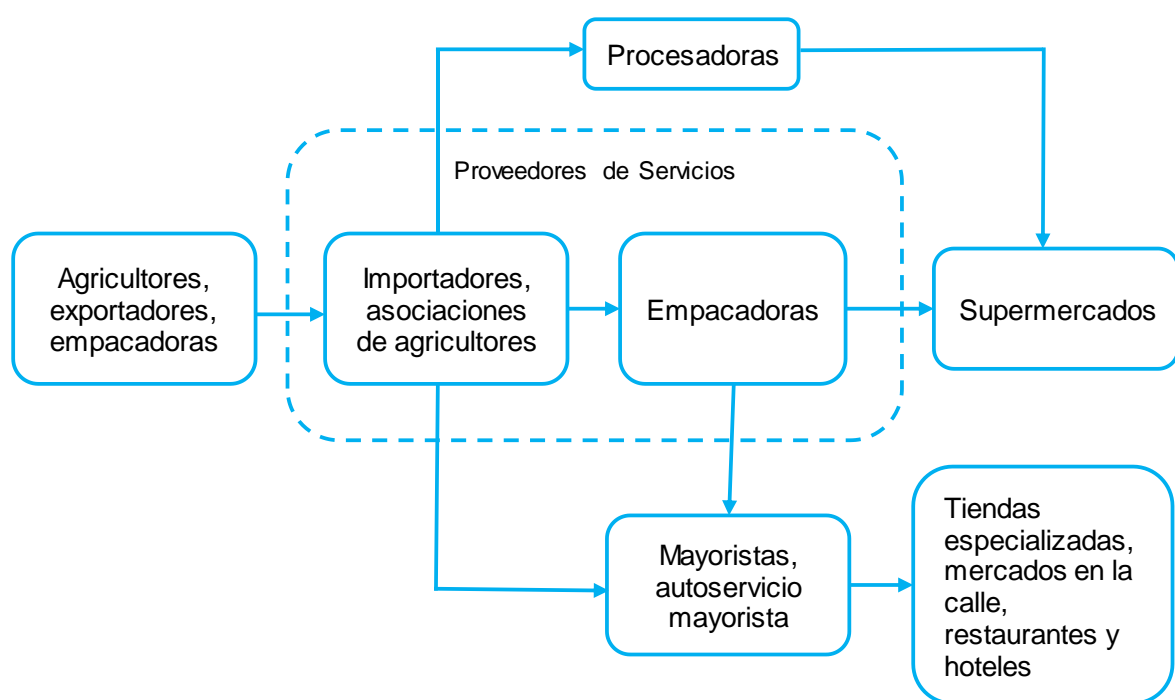 Procesadoras
Proveedores de Servicios
Agricultores,
exportadores,
empacadoras
Importadores,
asociaciones
de agricultores
Empacadoras
Supermercados
Mayoristas,
autoservicio
mayorista
Tiendas
especializadas,
mercados en la
calle,
restaurantes y
hoteles